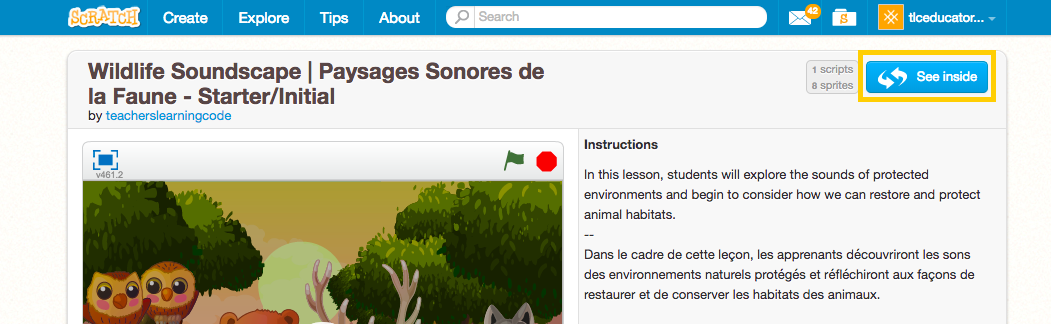 SCRATCH Create Explore Tips About Search 42 S tlceducator...
Wildlife Soundscape | Paysages Sonores de
la Faune - Starter/Initial
by teacherslearningcode
1 scripts
8 sprites
See inside
v461.2
Instructions
In this lesson, students will explore the sounds of protected
environments and begin to consider how we can restore and protect
animal habitats.
--
Dans le cadre de cette leçon, les apprenants découvriront les sons
des environnements naturels protégés et réfléchiront aux façons de
restaurer et de conserver les habitats des animaux.